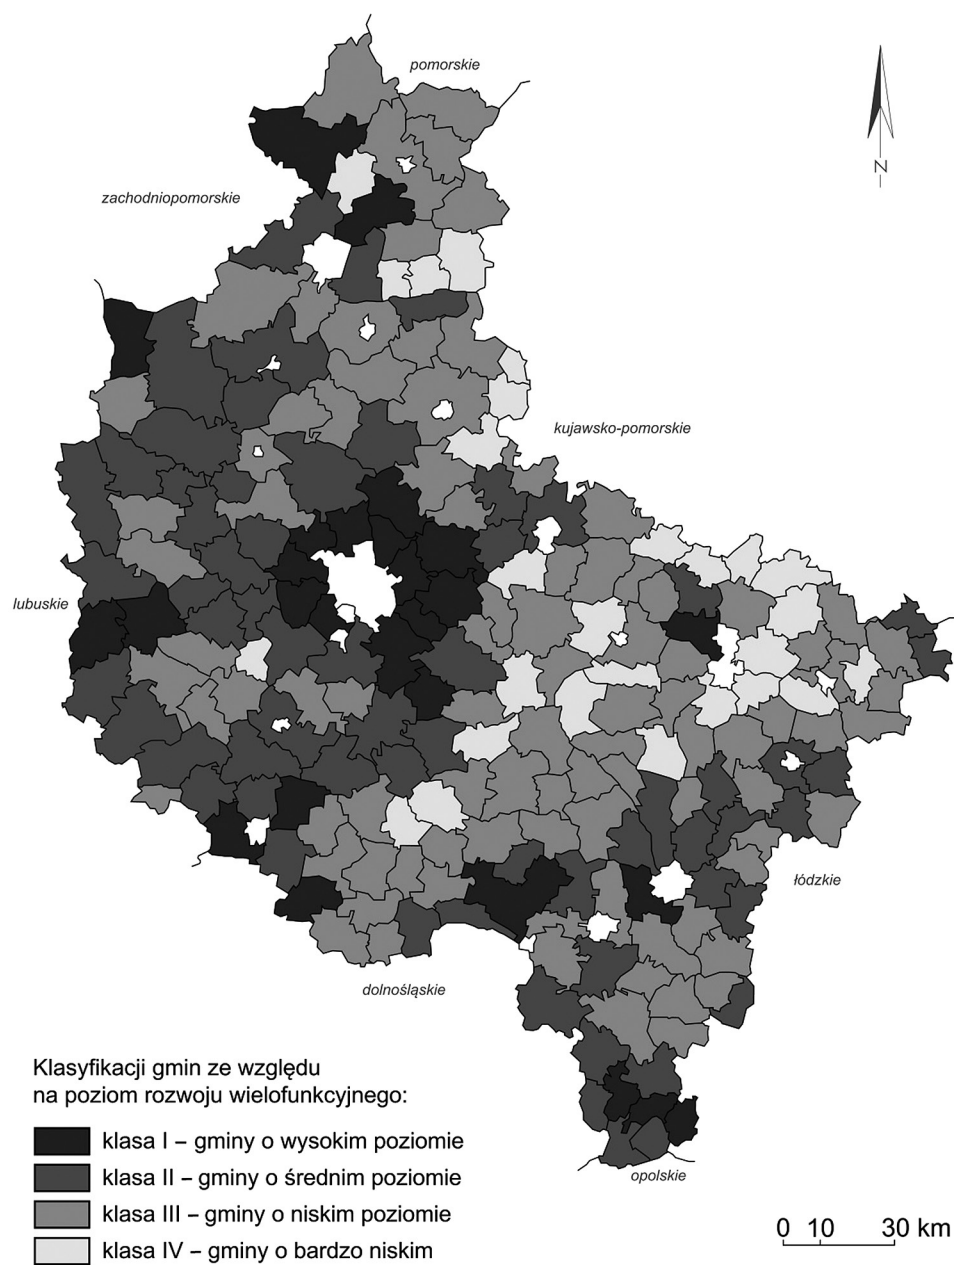 pomorskie
zachodniopomorskie
N
kujawsko-pomorskie
lubuskie
łódzkie
dolnośląskie
opolskie
Klasyfikacji gmin ze względu
na poziom rozwoju wielofunkcyjnego:
klasa I – gminy o wysokim poziomie
klasa II – gminy o średnim poziomie
klasa III – gminy o niskim poziomie
klasa IV – gminy o bardzo niskim
0 10 30 km